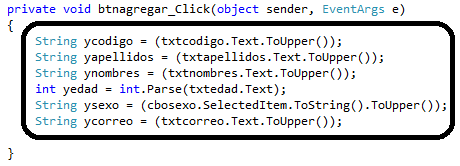 private void btnagregar_Click(object sender, EventArgs e)
{
String ycodigo = (txtcodigo.Text.ToUpper());
String yapellidos = (txtapellidos.Text.ToUpper());
String ynombres = (txtnombres.Text.ToUpper());
int yedad = int.Parse(txtedad.Text);
String ysexo = (cbosexo.SelectedItem.ToString().ToUpper());
String ycorreo = (txtcorreo.Text.ToUpper());
}